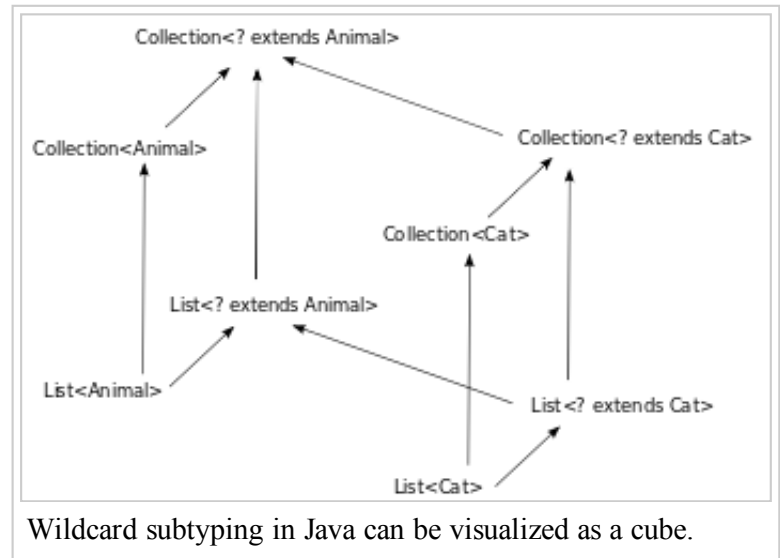 Collection<? extends Animal>
Collection<Animal>
Collection<? extends Cat>
Collection<Cat>
List<? extends Animal>
List<Animal>
List<? extends Cat>
List<Cat>
Wildcard subtyping in Java can be visualized as a cube.